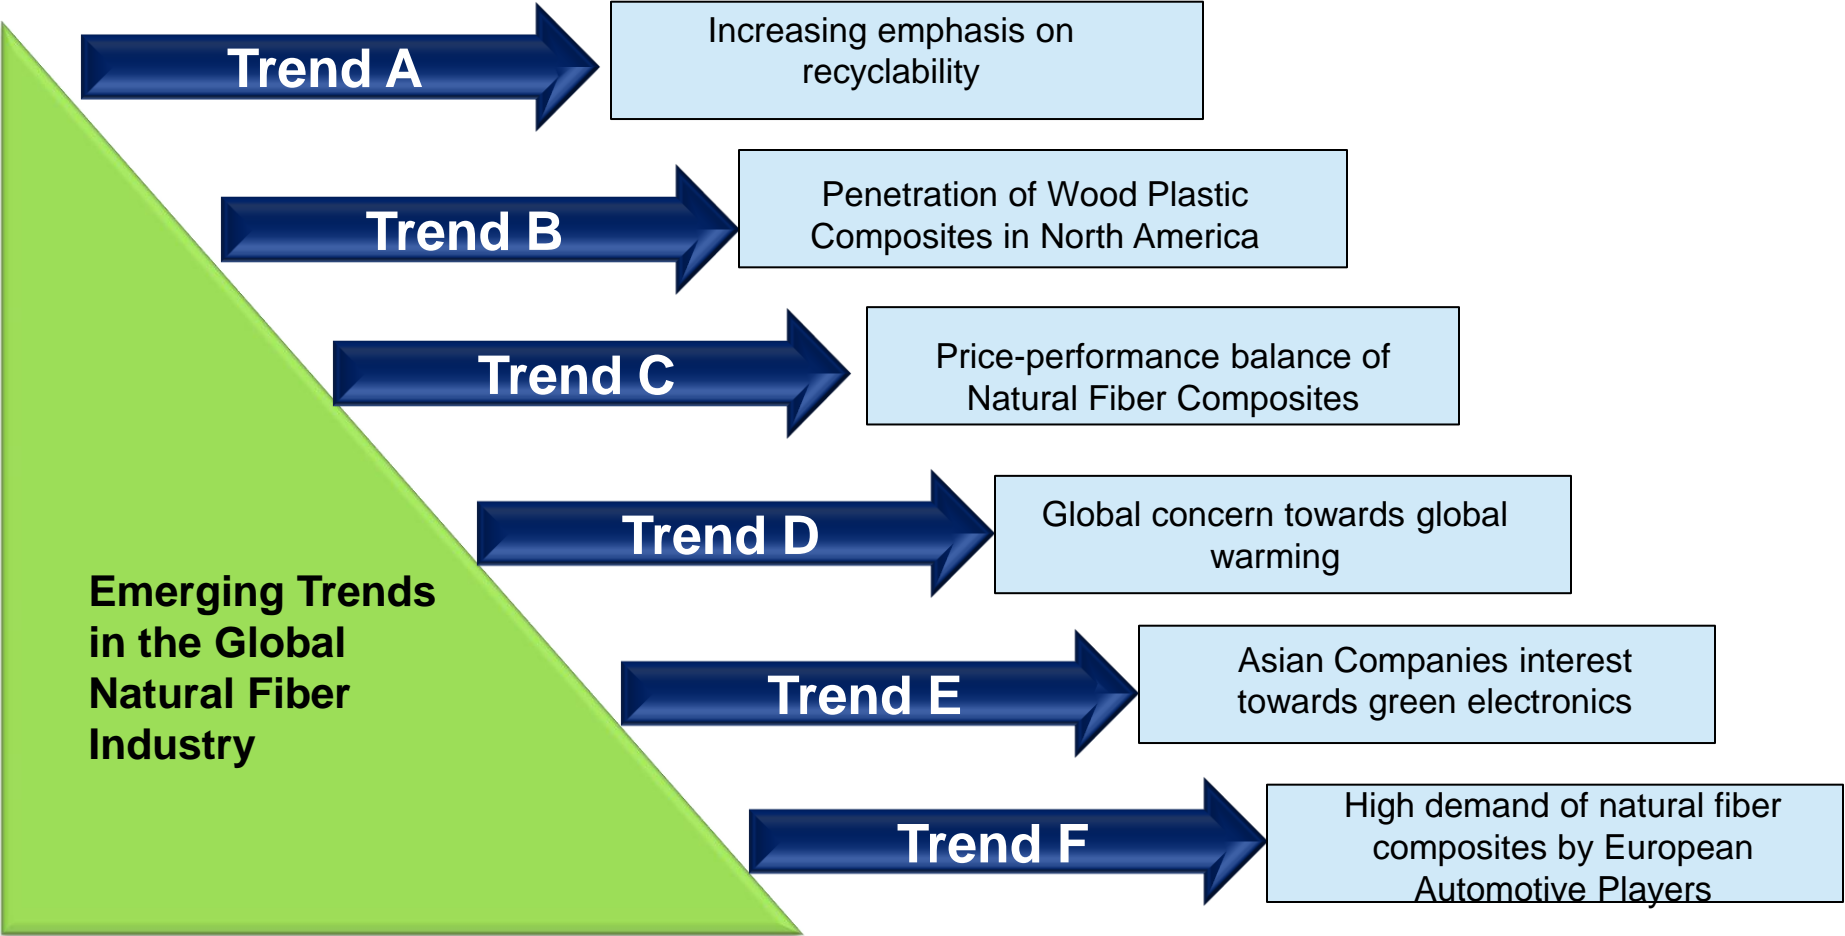 Trend A
Increasing emphasis on
recyclability
Trend B
Penetration of Wood Plastic
Composites in North America
Trend C
Price-performance balance of
Natural Fiber Composites
Trend D
Global concern towards global
warming
Emerging Trends
in the Global
Natural Fiber
Industry
Trend E
Asian Companies interest
towards green electronics
Trend F
High demand of natural fiber
composites by European
Automotive Players